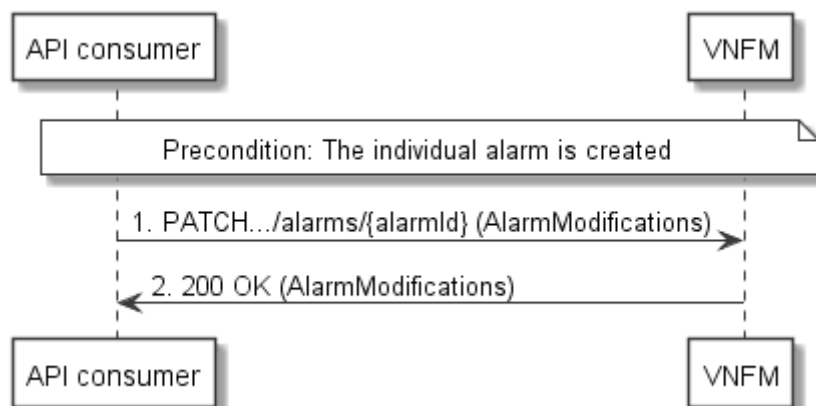 API consumer
VNFM
Precondition: The individual alarm is created
1. PATCH.../alarms/{alarmId} (AlarmModifications)
2. 200 OK (AlarmModifications)
API consumer
VNFM